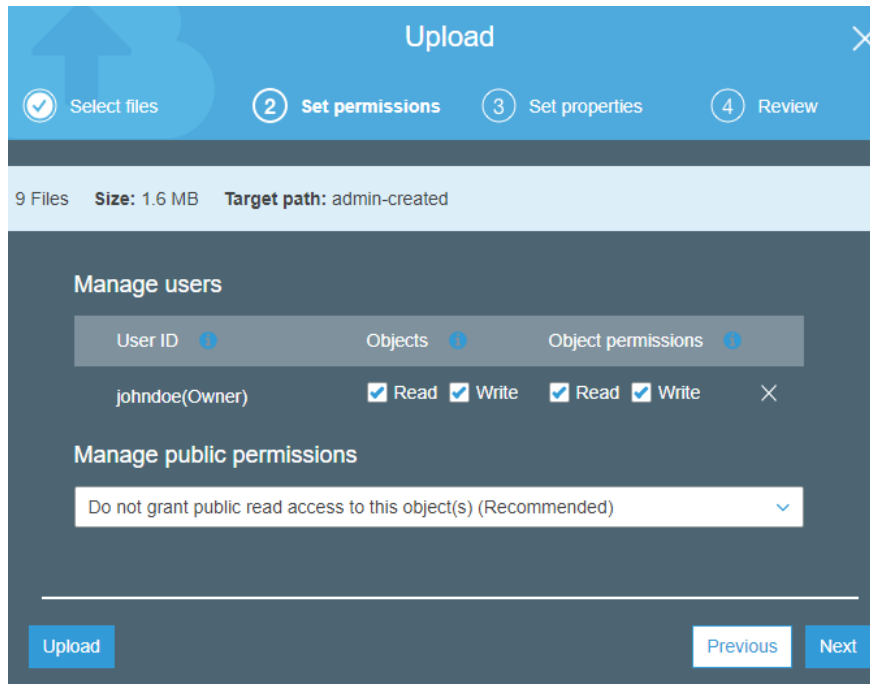 Upload
Select files 2 Set permissions 3 Set properties 4 Review
9 Files Size: 1.6 MB Target path: admin-created
Manage users
User ID Objects Object permissions
johndoe(Owner) Read Write Read Write
Manage public permissions
Do not grant public read access to this object(s) (Recommended)
Upload Previous Next